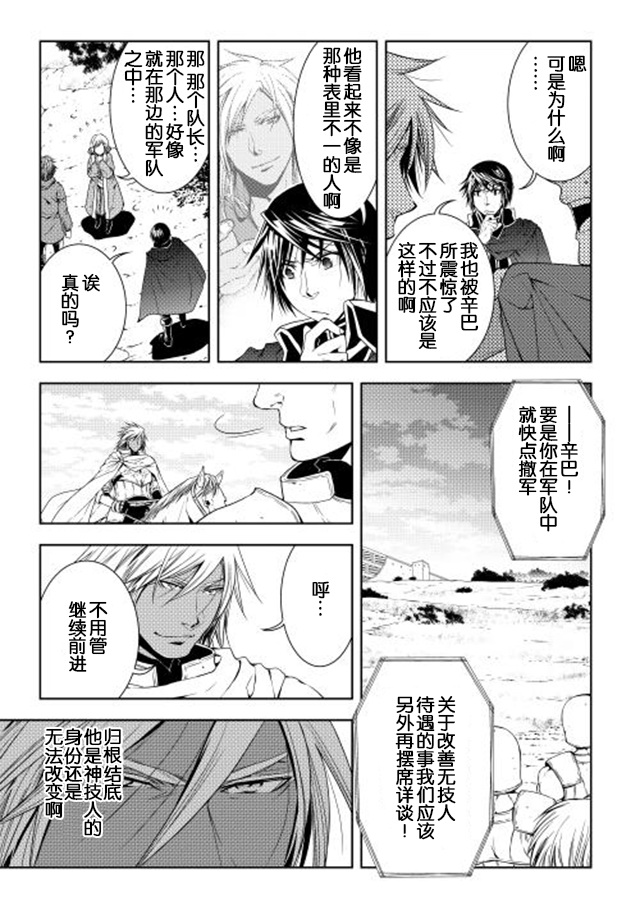 嗯
可是为什么啊
……
我也被辛巴
所震惊了
不过不应该是
这样的啊
他看起来不像是
那种表里不一的人啊
那 那个队长…
那个人…好像
就在那边的军队
之中…
诶
真的吗？
——辛巴！
要是你在军队中
就快点撤军
关于改善无技人
待遇的事我们应该
另外再摆席详谈！
呼…
不用管
继续前进
归根结底
他是神技人的
身份还是
无法改变啊